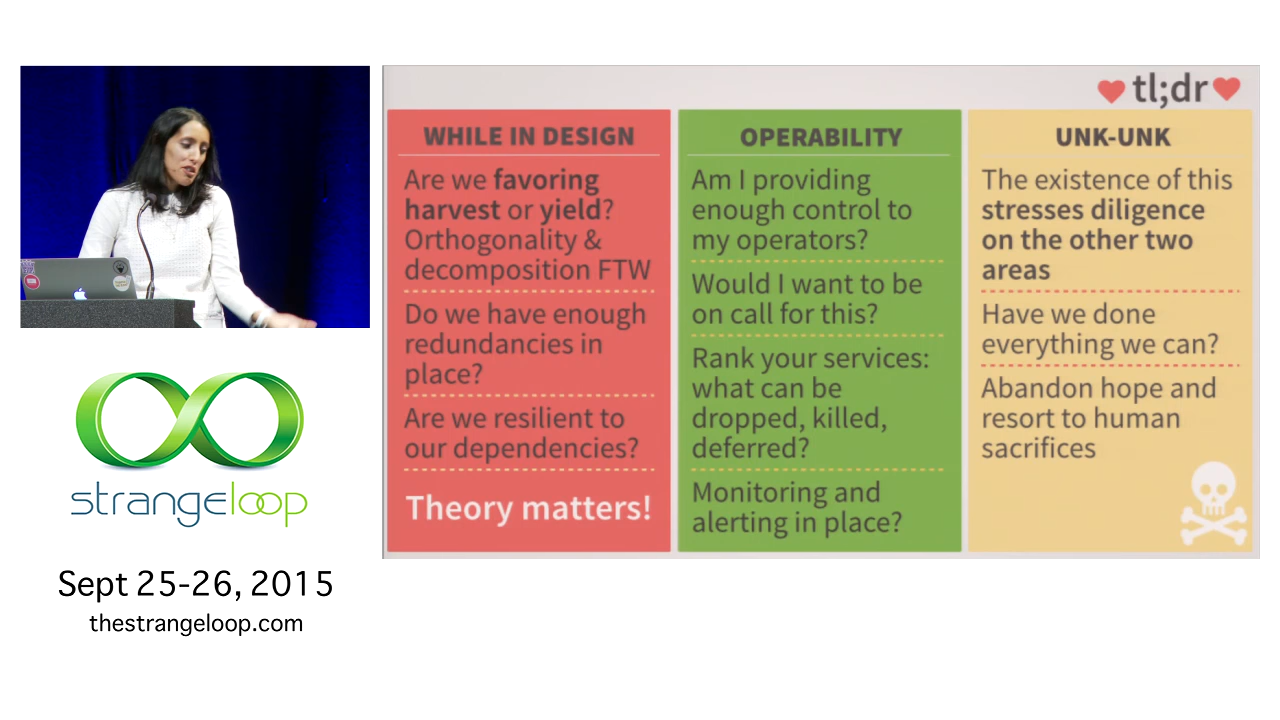 tl;dr
WHILE IN DESIGN
Are we favoring
harvest or yield?
Orthogonality &
decomposition FTW
Do we have enough
redundancies in
place?
Are we resilient to
our dependencies?
Theory matters!
OPERABILITY
Am I providing
enough control to
my operators?
Would I want to be
on call for this?
Rank your services:
what can be
dropped, killed,
deferred?
Monitoring and
alerting in place?
UNK-UNK
The existence of this
stresses diligence
on the other two
areas
Have we done
everything we can?
Abandon hope and
resort to human
sacrifices
strangeloop
Sept 25-26, 2015
thestrangeloop.com